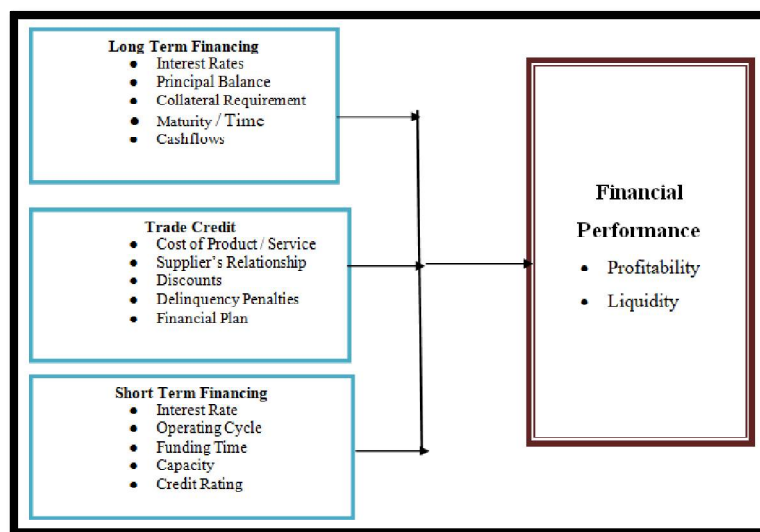 Long Term Financing
● Interest Rates
● Principal Balance
● Collateral Requirement
● Maturity / Time
● Cashflows
Trade Credit
● Cost of Product / Service
● Supplier's Relationship
● Discounts
● Delinquency Penalties
● Financial Plan
Short Term Financing
● Interest Rate
● Operating Cycle
● Funding Time
● Capacity
● Credit Rating
Financial
Performance
• Profitability
• Liquidity